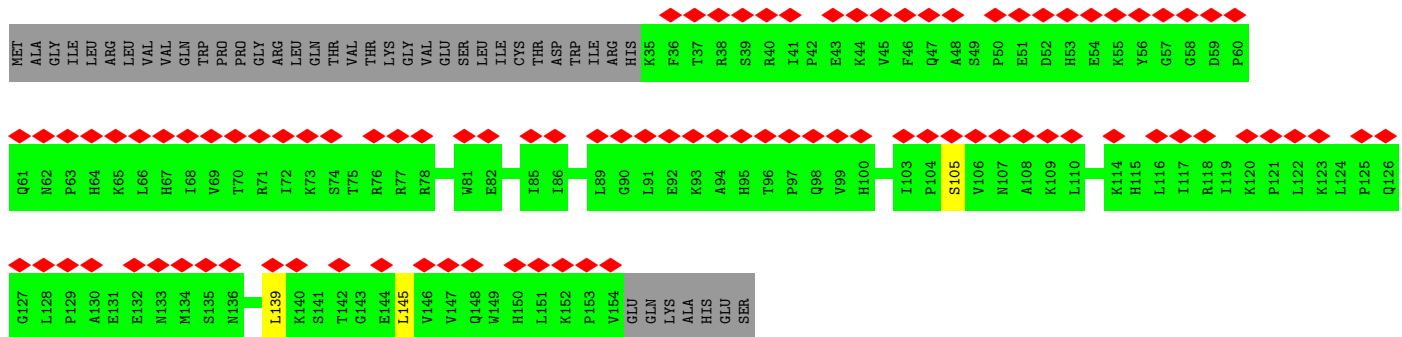 MET ALA GLY ILE LEU ARG LEU VAL VAL GLN TRP PRO PRO GLY ARG LEU GLN THR VAL THR LYS GLY VAL GLU SER LEU ILE CYS THR ASP TRP ILE ARG HIS K35 F36 T37 R38 S39 R40 I41 P42 E43 K44 V45 F46 Q47 A48 S49 P50 E51 D52 H53 E54 K55 Y56 G57 G58 D59 P60
Q61 N62 P63 H64 K65 L66 H67 I68 V69 T70 R71 I72 K73 S74 T75 R76 R77 R78 W81 E82 I85 I86 L89 G90 L91 E92 K93 A94 H95 T96 P97 Q98 V99 H100 I103 P104 S105 V106 N107 A108 K109 L110 K114 H115 L116 I117 R118 I119 K120 P121 L122 K123 L124 P125 Q126
G127 L128 P129 A130 E131 E132 N133 M134 S135 N136 L139 K140 S141 T142 G143 E144 L145 V146 V147 Q148 W149 H150 L151 K152 P153 V154 GLU GLN LYS ALA HIS GLU SER